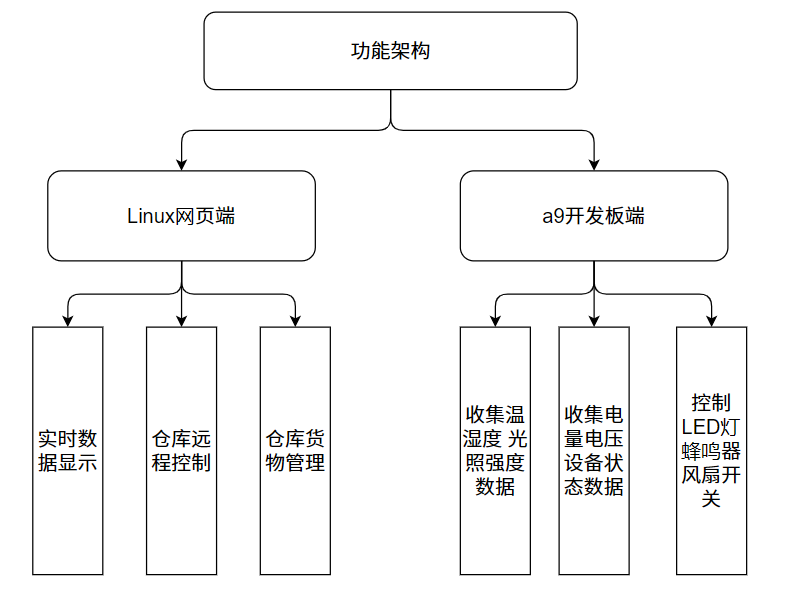 功能架构
Linux网页端
a9开发板端
实时数
据显示
仓库远
程控制
仓库货
物管理
收集温
湿度 光
照强度
数据
收集电
量电压
设备状
态数据
控制
LED灯
蜂鸣器
风扇开
关